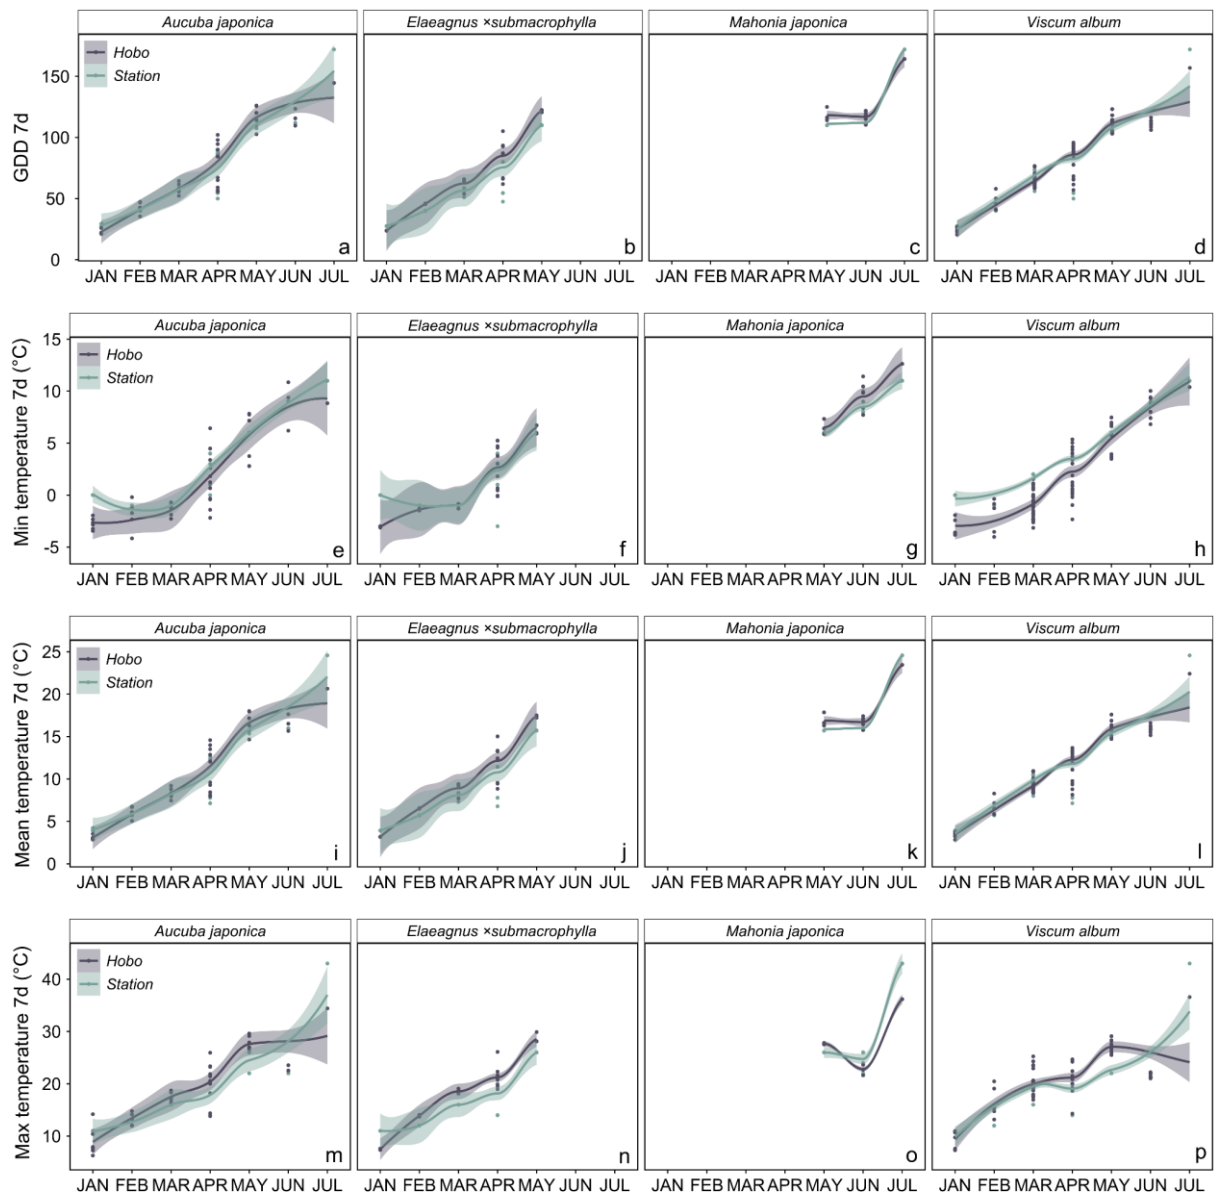 Aucuba japonica Elaeagnus ×submacrophylla Mahonia japonica Viscum album
GDD 7d
150
100
50
0
Hobo
Station
a b c d
JAN FEB MAR APR MAY JUN JUL JAN FEB MAR APR MAY JUN JUL JAN FEB MAR APR MAY JUN JUL JAN FEB MAR APR MAY JUN JUL
Aucuba japonica Elaeagnus ×submacrophylla Mahonia japonica Viscum album
Min temperature 7d (°C)
15
10
5
0
-5
Hobo
Station
e f g h
JAN FEB MAR APR MAY JUN JUL JAN FEB MAR APR MAY JUN JUL JAN FEB MAR APR MAY JUN JUL JAN FEB MAR APR MAY JUN JUL
Aucuba japonica Elaeagnus ×submacrophylla Mahonia japonica Viscum album
Mean temperature 7d (°C)
25
20
15
10
5
0
Hobo
Station
i j k l
JAN FEB MAR APR MAY JUN JUL JAN FEB MAR APR MAY JUN JUL JAN FEB MAR APR MAY JUN JUL JAN FEB MAR APR MAY JUN JUL
Aucuba japonica Elaeagnus ×submacrophylla Mahonia japonica Viscum album
Max temperature 7d (°C)
40
30
20
10
Hobo
Station
m n o p
JAN FEB MAR APR MAY JUN JUL JAN FEB MAR APR MAY JUN JUL JAN FEB MAR APR MAY JUN JUL JAN FEB MAR APR MAY JUN JUL